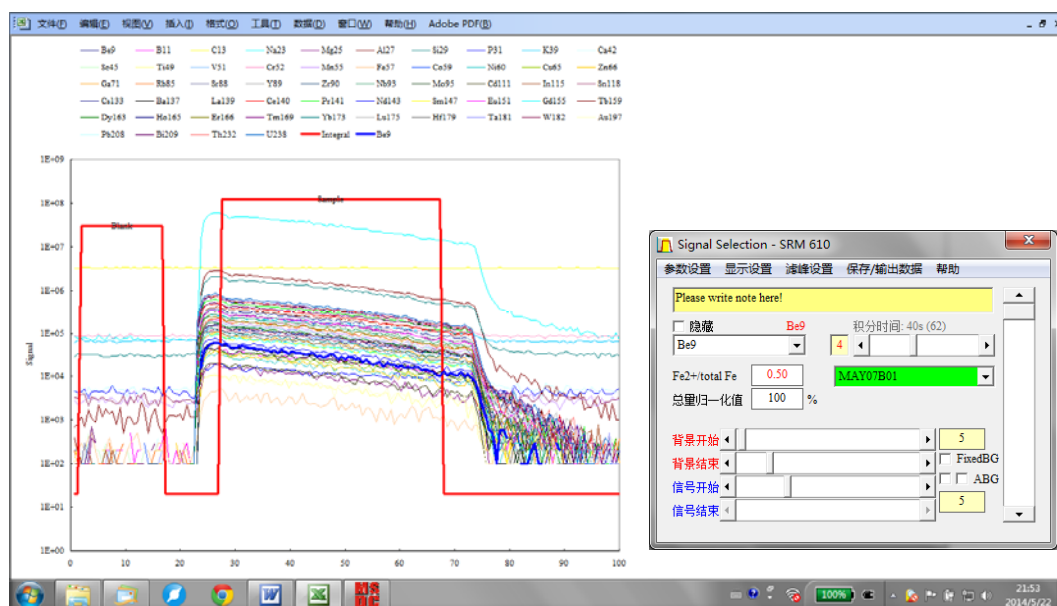 文件(F) 编辑(E) 视图(V) 插入(I) 格式(O) 工具(T) 数据(D) 窗口(W) 帮助(H) Adobe PDF(B)
Be9 B11 C13 Na23 Mg25 Al27 Si29 P31 K39 Ca42
Sc45 Ti49 V51 Cr52 Mn55 Fe57 Co59 Ni60 Cu65 Zn66
Ga71 Rb85 Sr88 Y89 Zr90 Nb93 Mo95 Cd111 In115 Sn118
Cs133 Ba137 La139 Ce140 Pr141 Nd143 Sm147 Eu151 Gd155 Tb159
Dy163 Ho165 Er166 Tm169 Yb173 Lu175 Hf179 Ta181 W182 Au197
Pb208 Bi209 Th232 U238 Integral Be9
1E+09
1E+08
1E+07
1E+06
1E+05
1E+04
1E+03
1E+02
1E+01
1E+00
Signal
Blank
Sample
0 10 20 30 40 50 60 70 80 90 100
Signal Selection - SRM 610
参数设置 显示设置 滤峰设置 保存/输出数据 帮助
Please write note here!
隐藏 Be9 积分时间: 40s (62)
Be9 4
Fe2+/total Fe 0.50 MAY07B01
总量归一化值 100 %
背景开始 5
背景结束 FixedBG
信号开始 ABG
信号结束 5
100%
21:53
2014/5/22